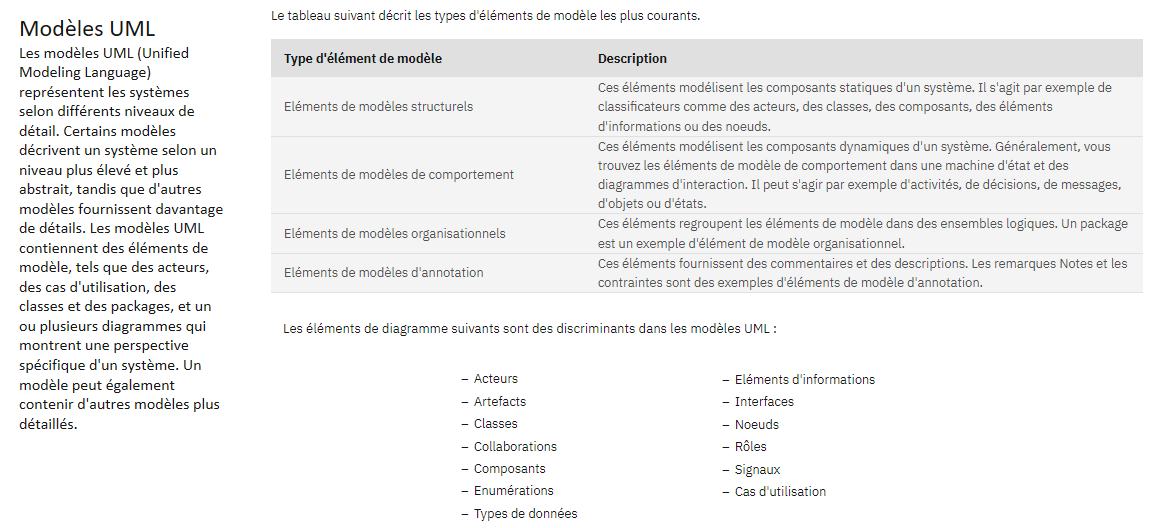 Modèles UML
Les modèles UML (Unified
Modeling Language)
représentent les systèmes
selon différents niveaux de
détail. Certains modèles
décrivent un système selon un
niveau plus élevé et plus
abstrait, tandis que d'autres
modèles fournissent davantage
de détails. Les modèles UML
contiennent des éléments de
modèle, tels que des acteurs,
des cas d'utilisation, des
classes et des packages, et un
ou plusieurs diagrammes qui
montrent une perspective
spécifique d'un système. Un
modèle peut également
contenir d'autres modèles plus
détaillés.
Le tableau suivant décrit les types d'éléments de modèle les plus courants.
Type d'élément de modèle Description
Eléments de modèles structurels
Ces éléments modélisent les composants statiques d'un système. Il s'agit par exemple de
classificateurs comme des acteurs, des classes, des composants, des éléments
d'informations ou des noeuds.
Eléments de modèles de comportement
Ces éléments modélisent les composants dynamiques d'un système. Généralement, vous
trouvez les éléments de modèle de comportement dans une machine d'état et des
diagrammes d'interaction. Il peut s'agir par exemple d'activités, de décisions, de messages,
d'objets ou d'états.
Eléments de modèles organisationnels
Ces éléments regroupent les éléments de modèle dans des ensembles logiques. Un package
est un exemple d'élément de modèle organisationnel.
Eléments de modèles d'annotation
Ces éléments fournissent des commentaires et des descriptions. Les remarques Notes et les
contraintes sont des exemples d'éléments de modèle d'annotation.
Les éléments de diagramme suivants sont des discriminants dans les modèles UML :
– Acteurs
– Artefacts
– Classes
– Collaborations
– Composants
– Enumérations
– Types de données
– Eléments d'informations
– Interfaces
– Noeuds
– Rôles
– Signaux
– Cas d'utilisation